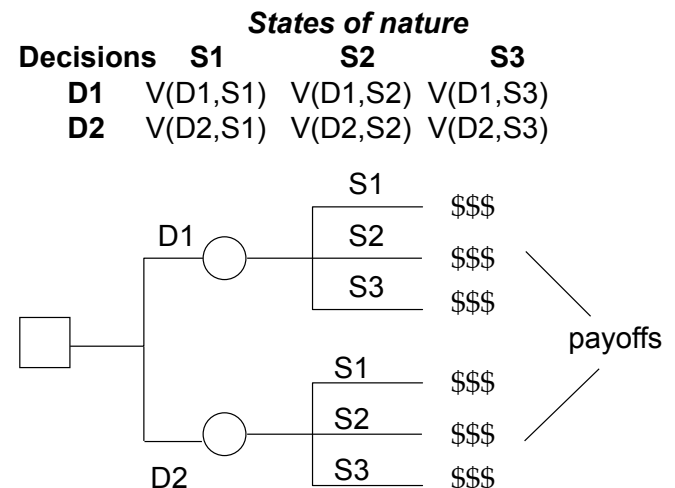 States of nature
Decisions S1 S2 S3
D1 V(D1,S1) V(D1,S2) V(D1,S3)
D2 V(D2,S1) V(D2,S2) V(D2,S3)
S1
$$$
D1 S2
$$$
S3
$$$
payoffs
S1
$$$
S2
$$$
D2 S3
$$$